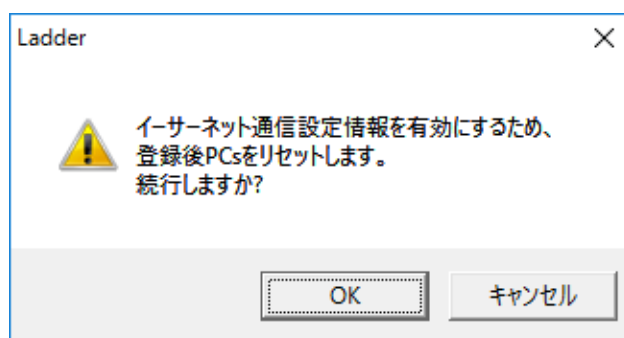 Ladder
イーサーネット通信設定情報を有効にするため、
登録後PCsをリセットします。
続行しますか?
OK
キャンセル